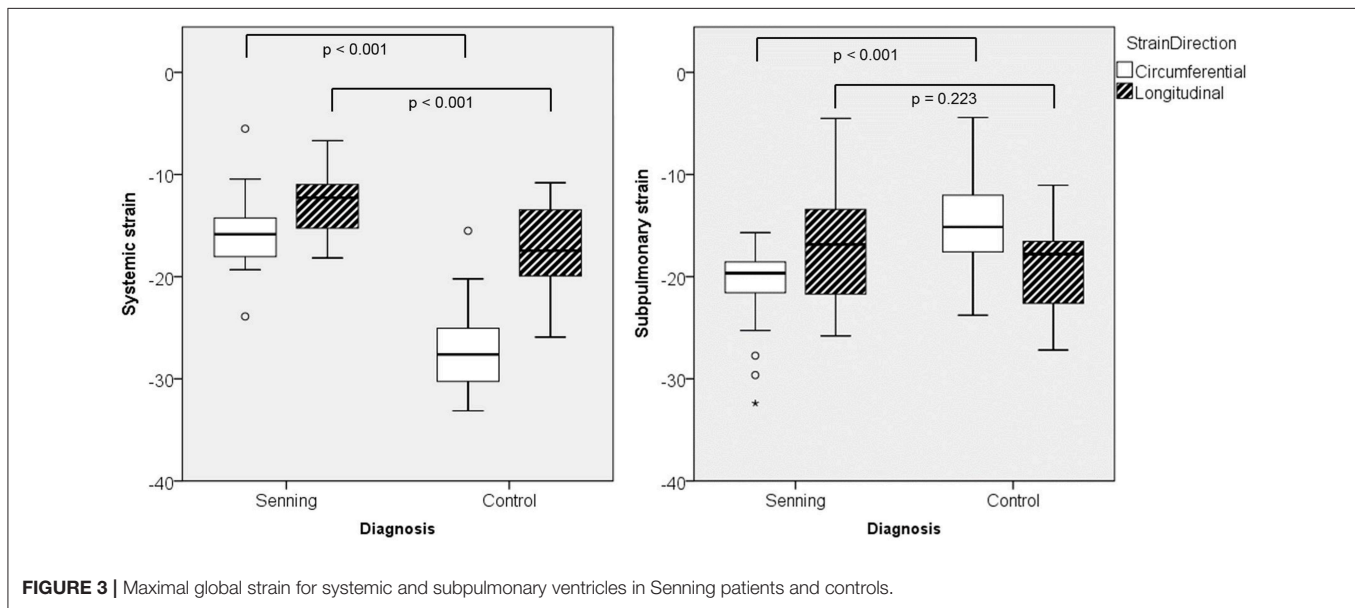 p < 0.001
p < 0.001
0
-10
-20
-30
-40
Systemic strain
Senning
Control
Diagnosis
p < 0.001
p = 0.223
0
-10
-20
-30
-40
Subpulmonary strain
Senning
Control
Diagnosis
StrainDirection
Circumferential
Longitudinal
FIGURE 3 | Maximal global strain for systemic and subpulmonary ventricles in Senning patients and controls.